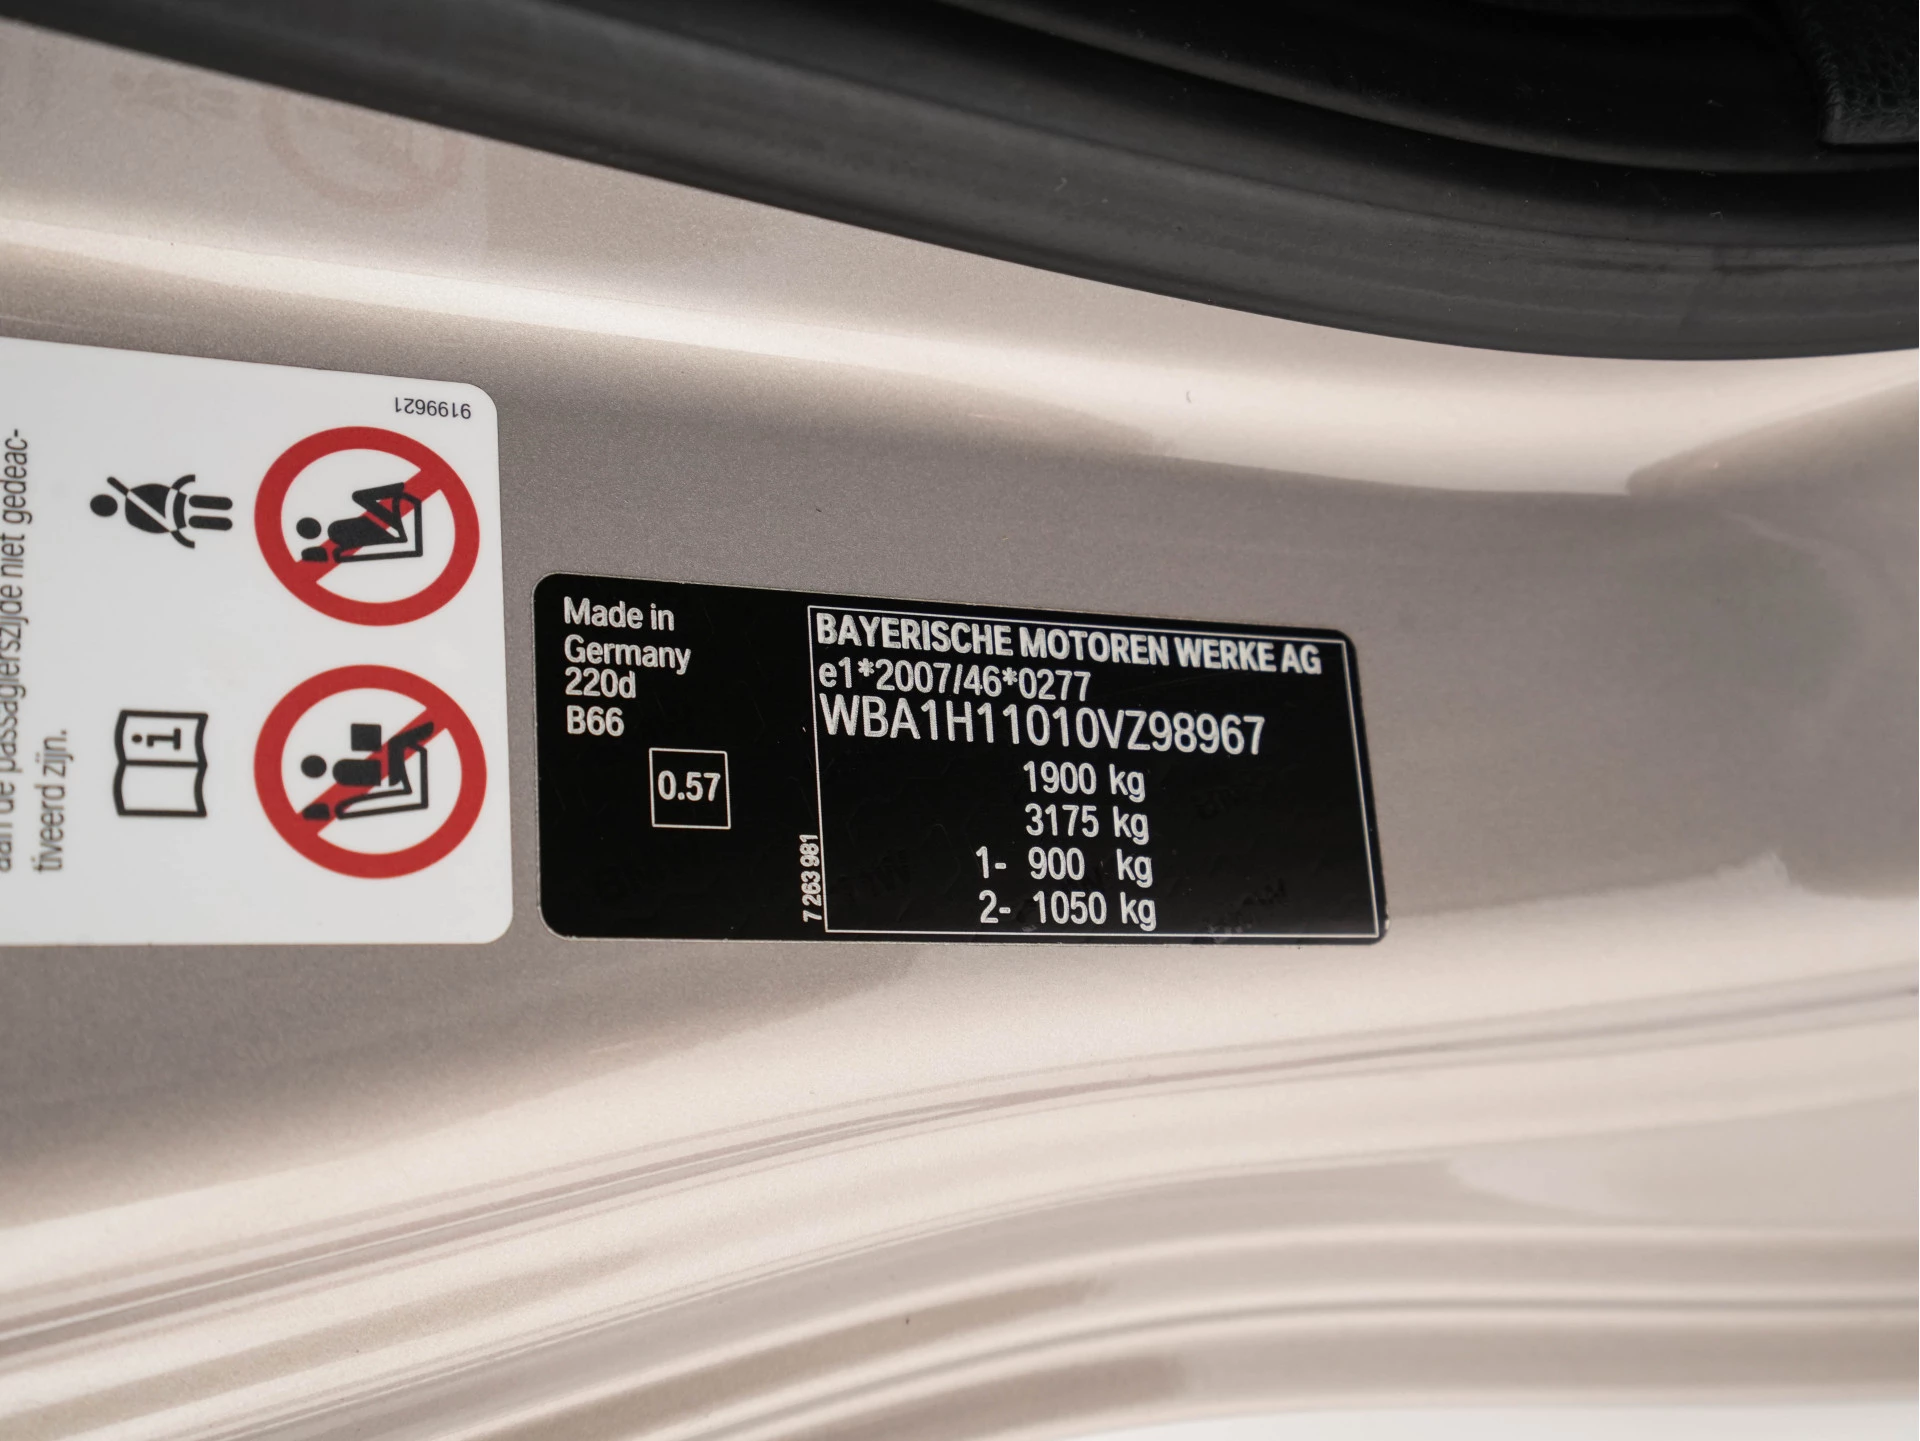 9199621
aan de passagierszijde niet gedeac-
tiveerd zijn.
Made in
Germany
220d
B66
0.57
7 263 981
BAYERISCHE MOTOREN WERKE AG
e1*2007/46*0277
WBA1H11010VZ98967
1900 kg
3175 kg
1- 900 kg
2- 1050 kg